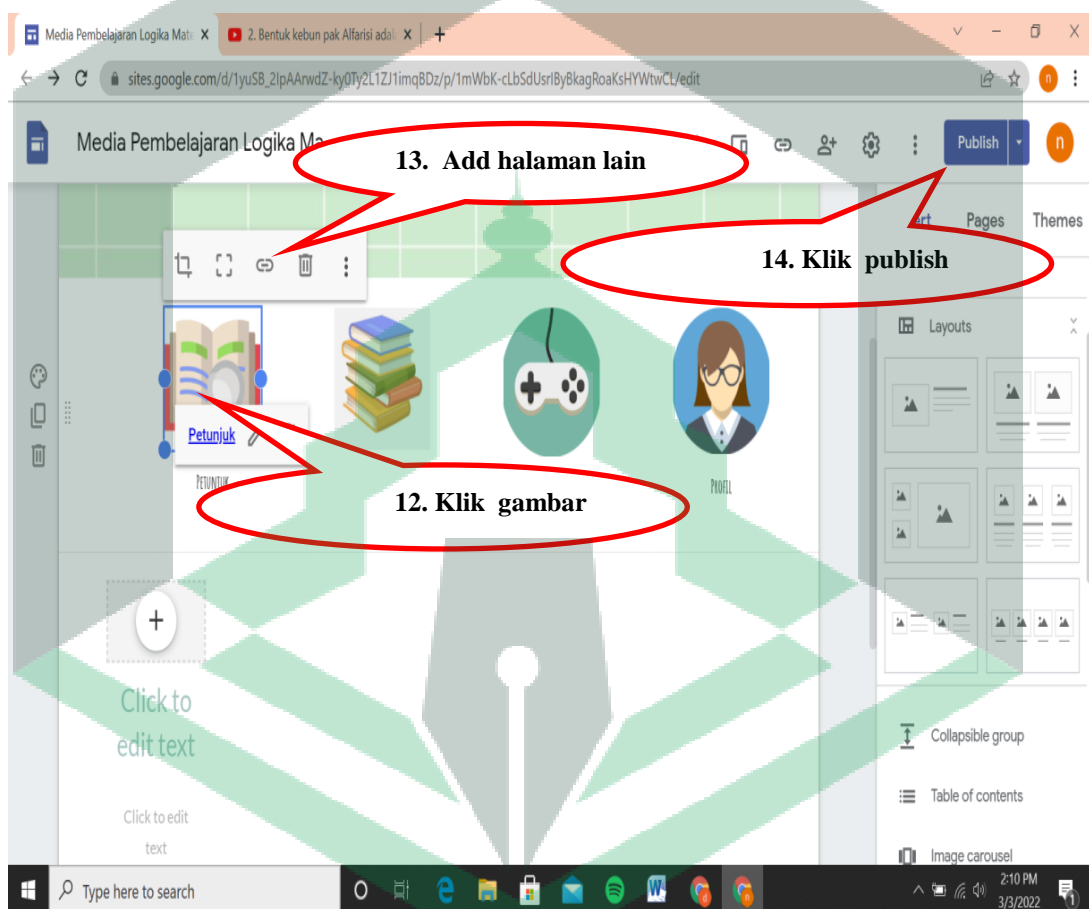 Media Pembelajaran Logika Mate
2. Bentuk kebun pak Alfarisi adal
sites.google.com/d/1yuSB_2IpAArwdZ-ky0Ty2L1ZJ1imqBDz/p/1mWbK-cLbSdUsrIByBkagRoaKsHYWtwCL/edit
n
Media Pembelajaran Logika Ma
Publish
n
13. Add halaman lain
Pages
Themes
14. Klik publish
Layouts
Petunjuk
Petunjuk
Profil
12. Klik gambar
Click to
edit text
Click to edit
text
Collapsible group
Table of contents
Image carousel
Type here to search
2:10 PM
3/3/2022